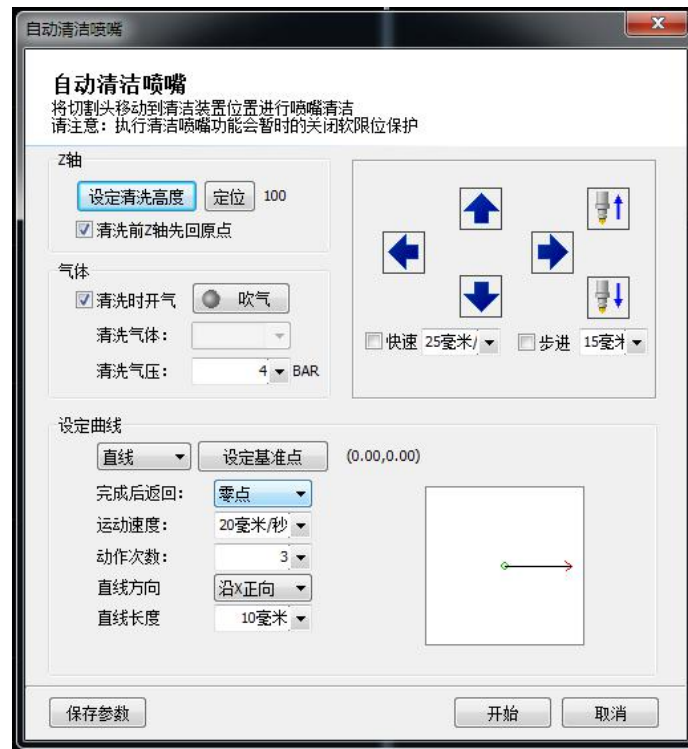 自动清洁喷嘴
自动清洁喷嘴
将切割头移动到清洁装置位置进行喷嘴清洁
请注意：执行清洁喷嘴功能会暂时的关闭软限位保护
Z轴
设定清洗高度 定位 100
清洗前Z轴先回原点
气体
清洗时开气 吹气
清洗气体：
清洗气压： 4 BAR
快速 25毫米/ 步进 15毫米
设定曲线
直线 设定基准点 (0.00,0.00)
完成后返回： 零点
运动速度： 20毫米/秒
动作次数： 3
直线方向 沿X正向
直线长度 10毫米
保存参数 开始 取消